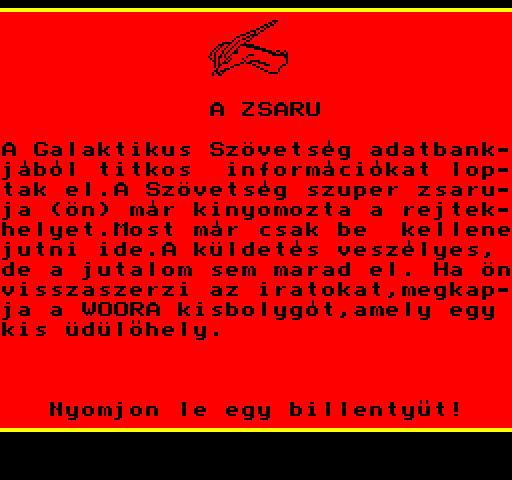 A ZSARU
A Galaktikus Szövetség adatbank-
jából titkos információkat lop-
tak el.A Szövetség szuper zsaru-
ja (ön) már kinyomozta a rejtek-
helyet.Most már csak be kellene
jutni ide.A küldetés veszélyes,
de a jutalom sem marad el. Ha ön
visszaszerzi az iratokat,megkap-
ja a WOORA kisbolygót,amely egy
kis üdülőhely.
Nyomjon le egy billentyüt!